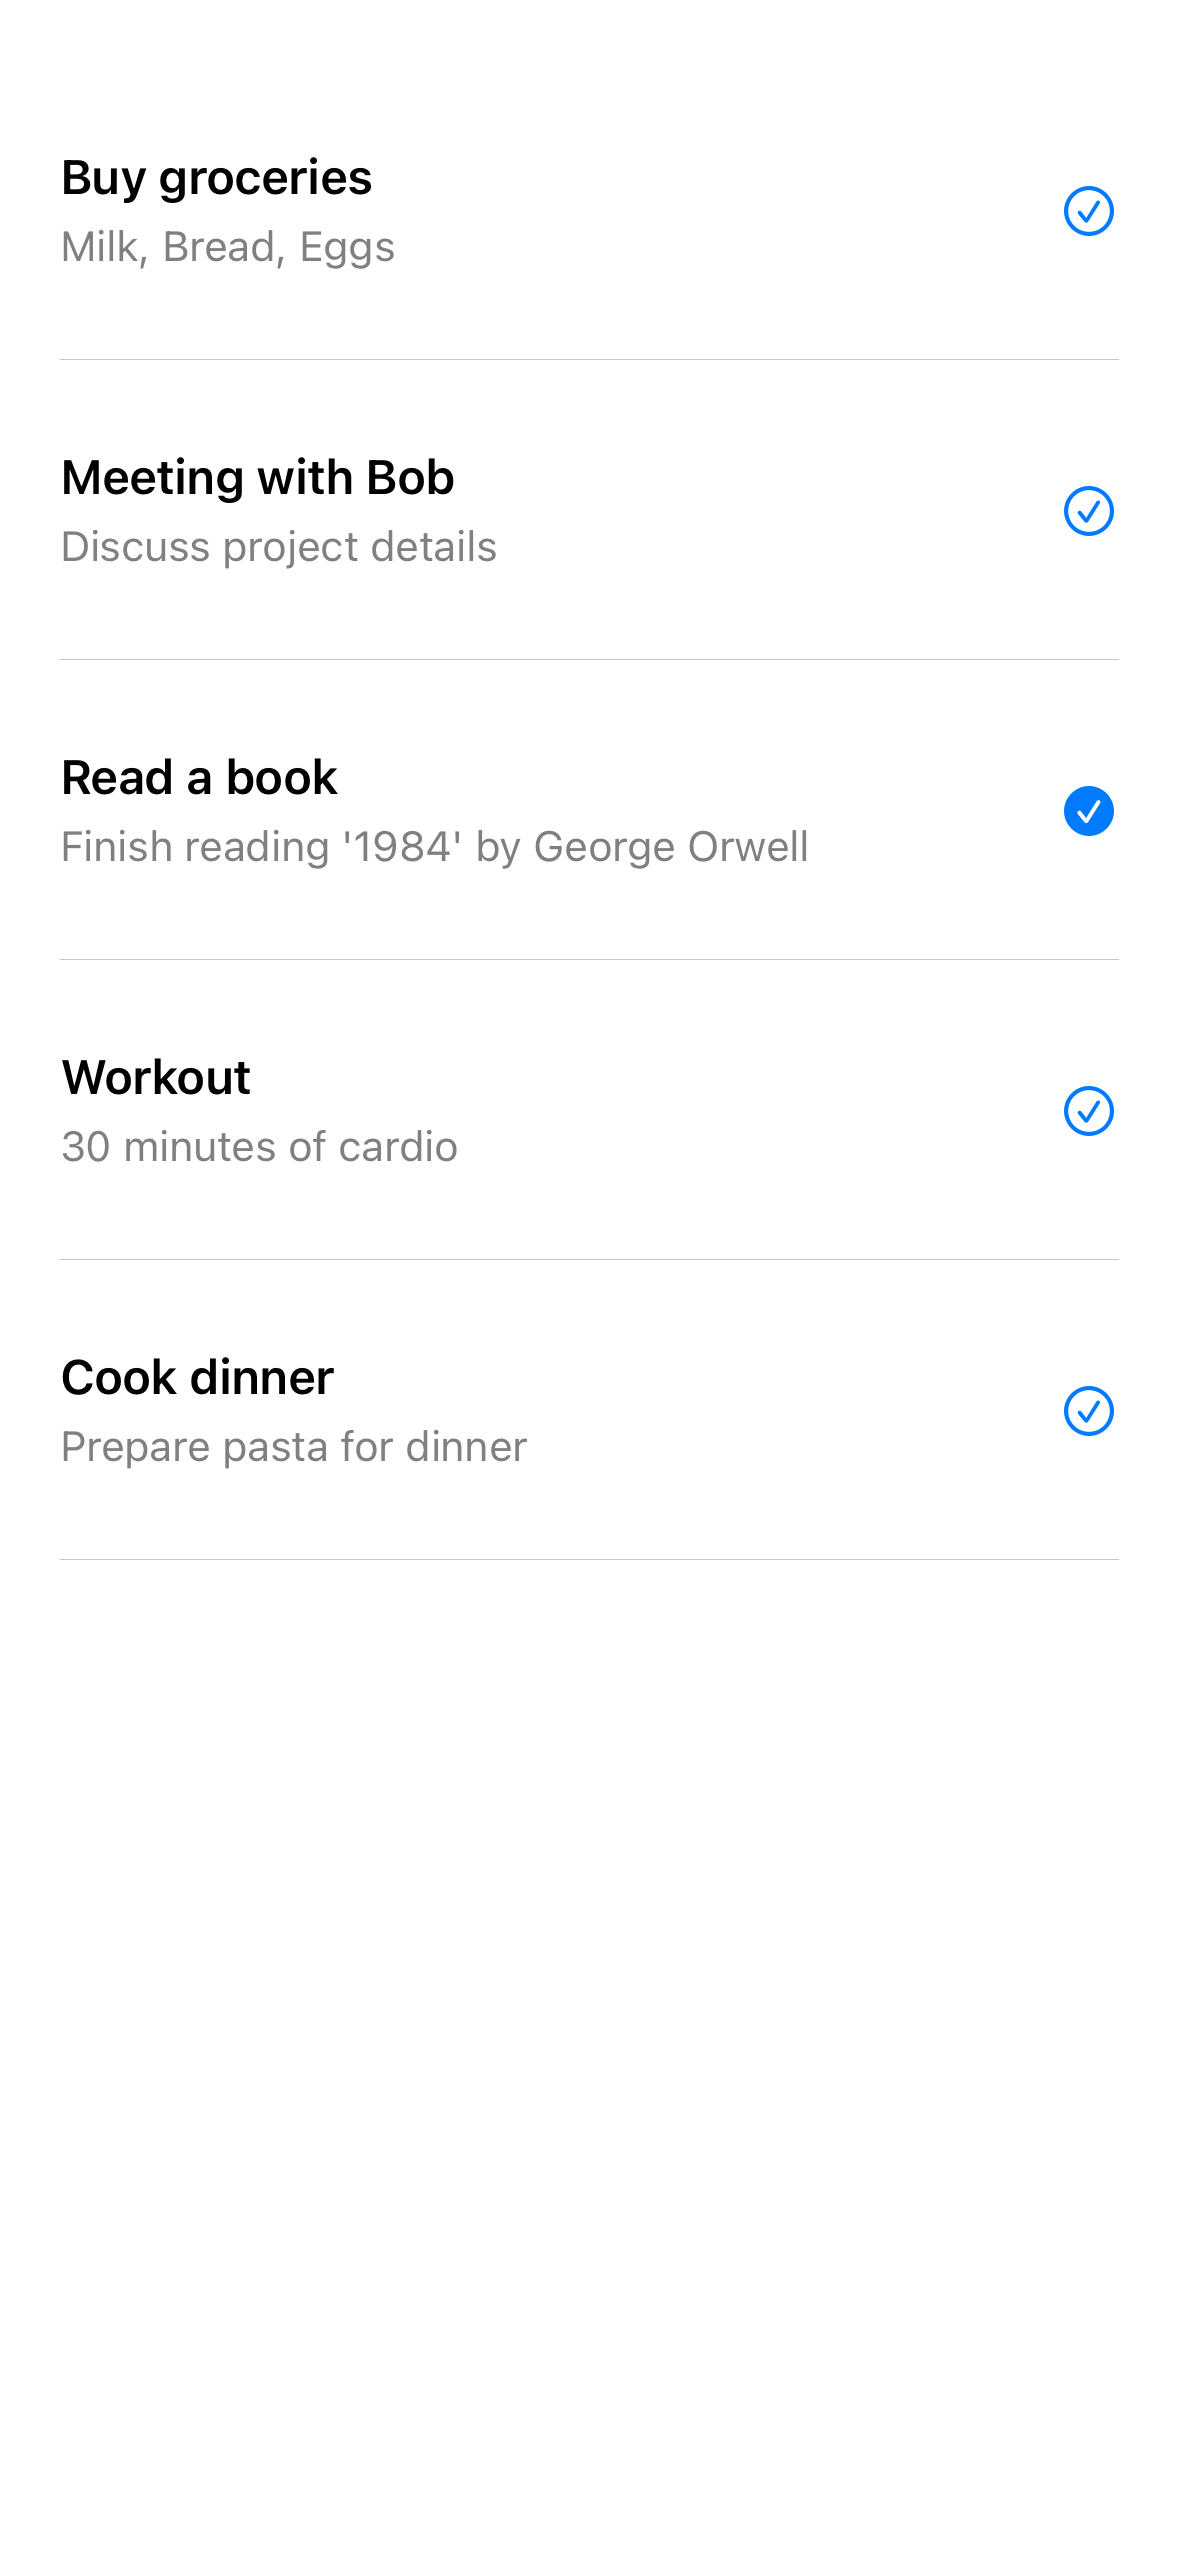 Buy groceries
Milk, Bread, Eggs
Meeting with Bob
Discuss project details
Read a book
Finish reading '1984' by George Orwell
Workout
30 minutes of cardio
Cook dinner
Prepare pasta for dinner